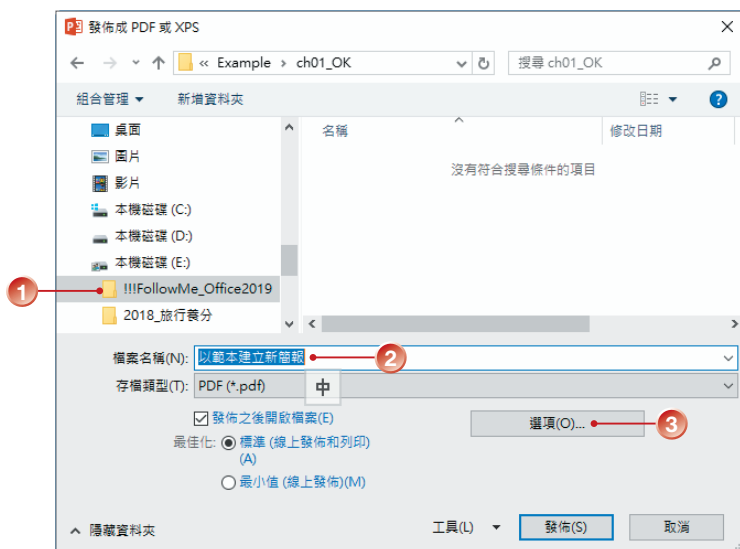 發佈成 PDF 或 XPS
« Example › ch01_OK
搜尋 ch01_OK
組合管理
新增資料夾
名稱
修改日期
沒有符合搜尋條件的項目
桌面
圖片
影片
本機磁碟 (C:)
本機磁碟 (D:)
本機磁碟 (E:)
1
!!!FollowMe_Office2019
2018_旅行養分
檔案名稱(N): 以範本建立新簡報
2
存檔類型(T): PDF (*.pdf)
中
發佈之後開啟檔案(E)
選項(O)...
3
最佳化: 標準 (線上發佈和列印)
(A)
最小值 (線上發佈)(M)
隱藏資料夾
工具(L)
發佈(S)
取消